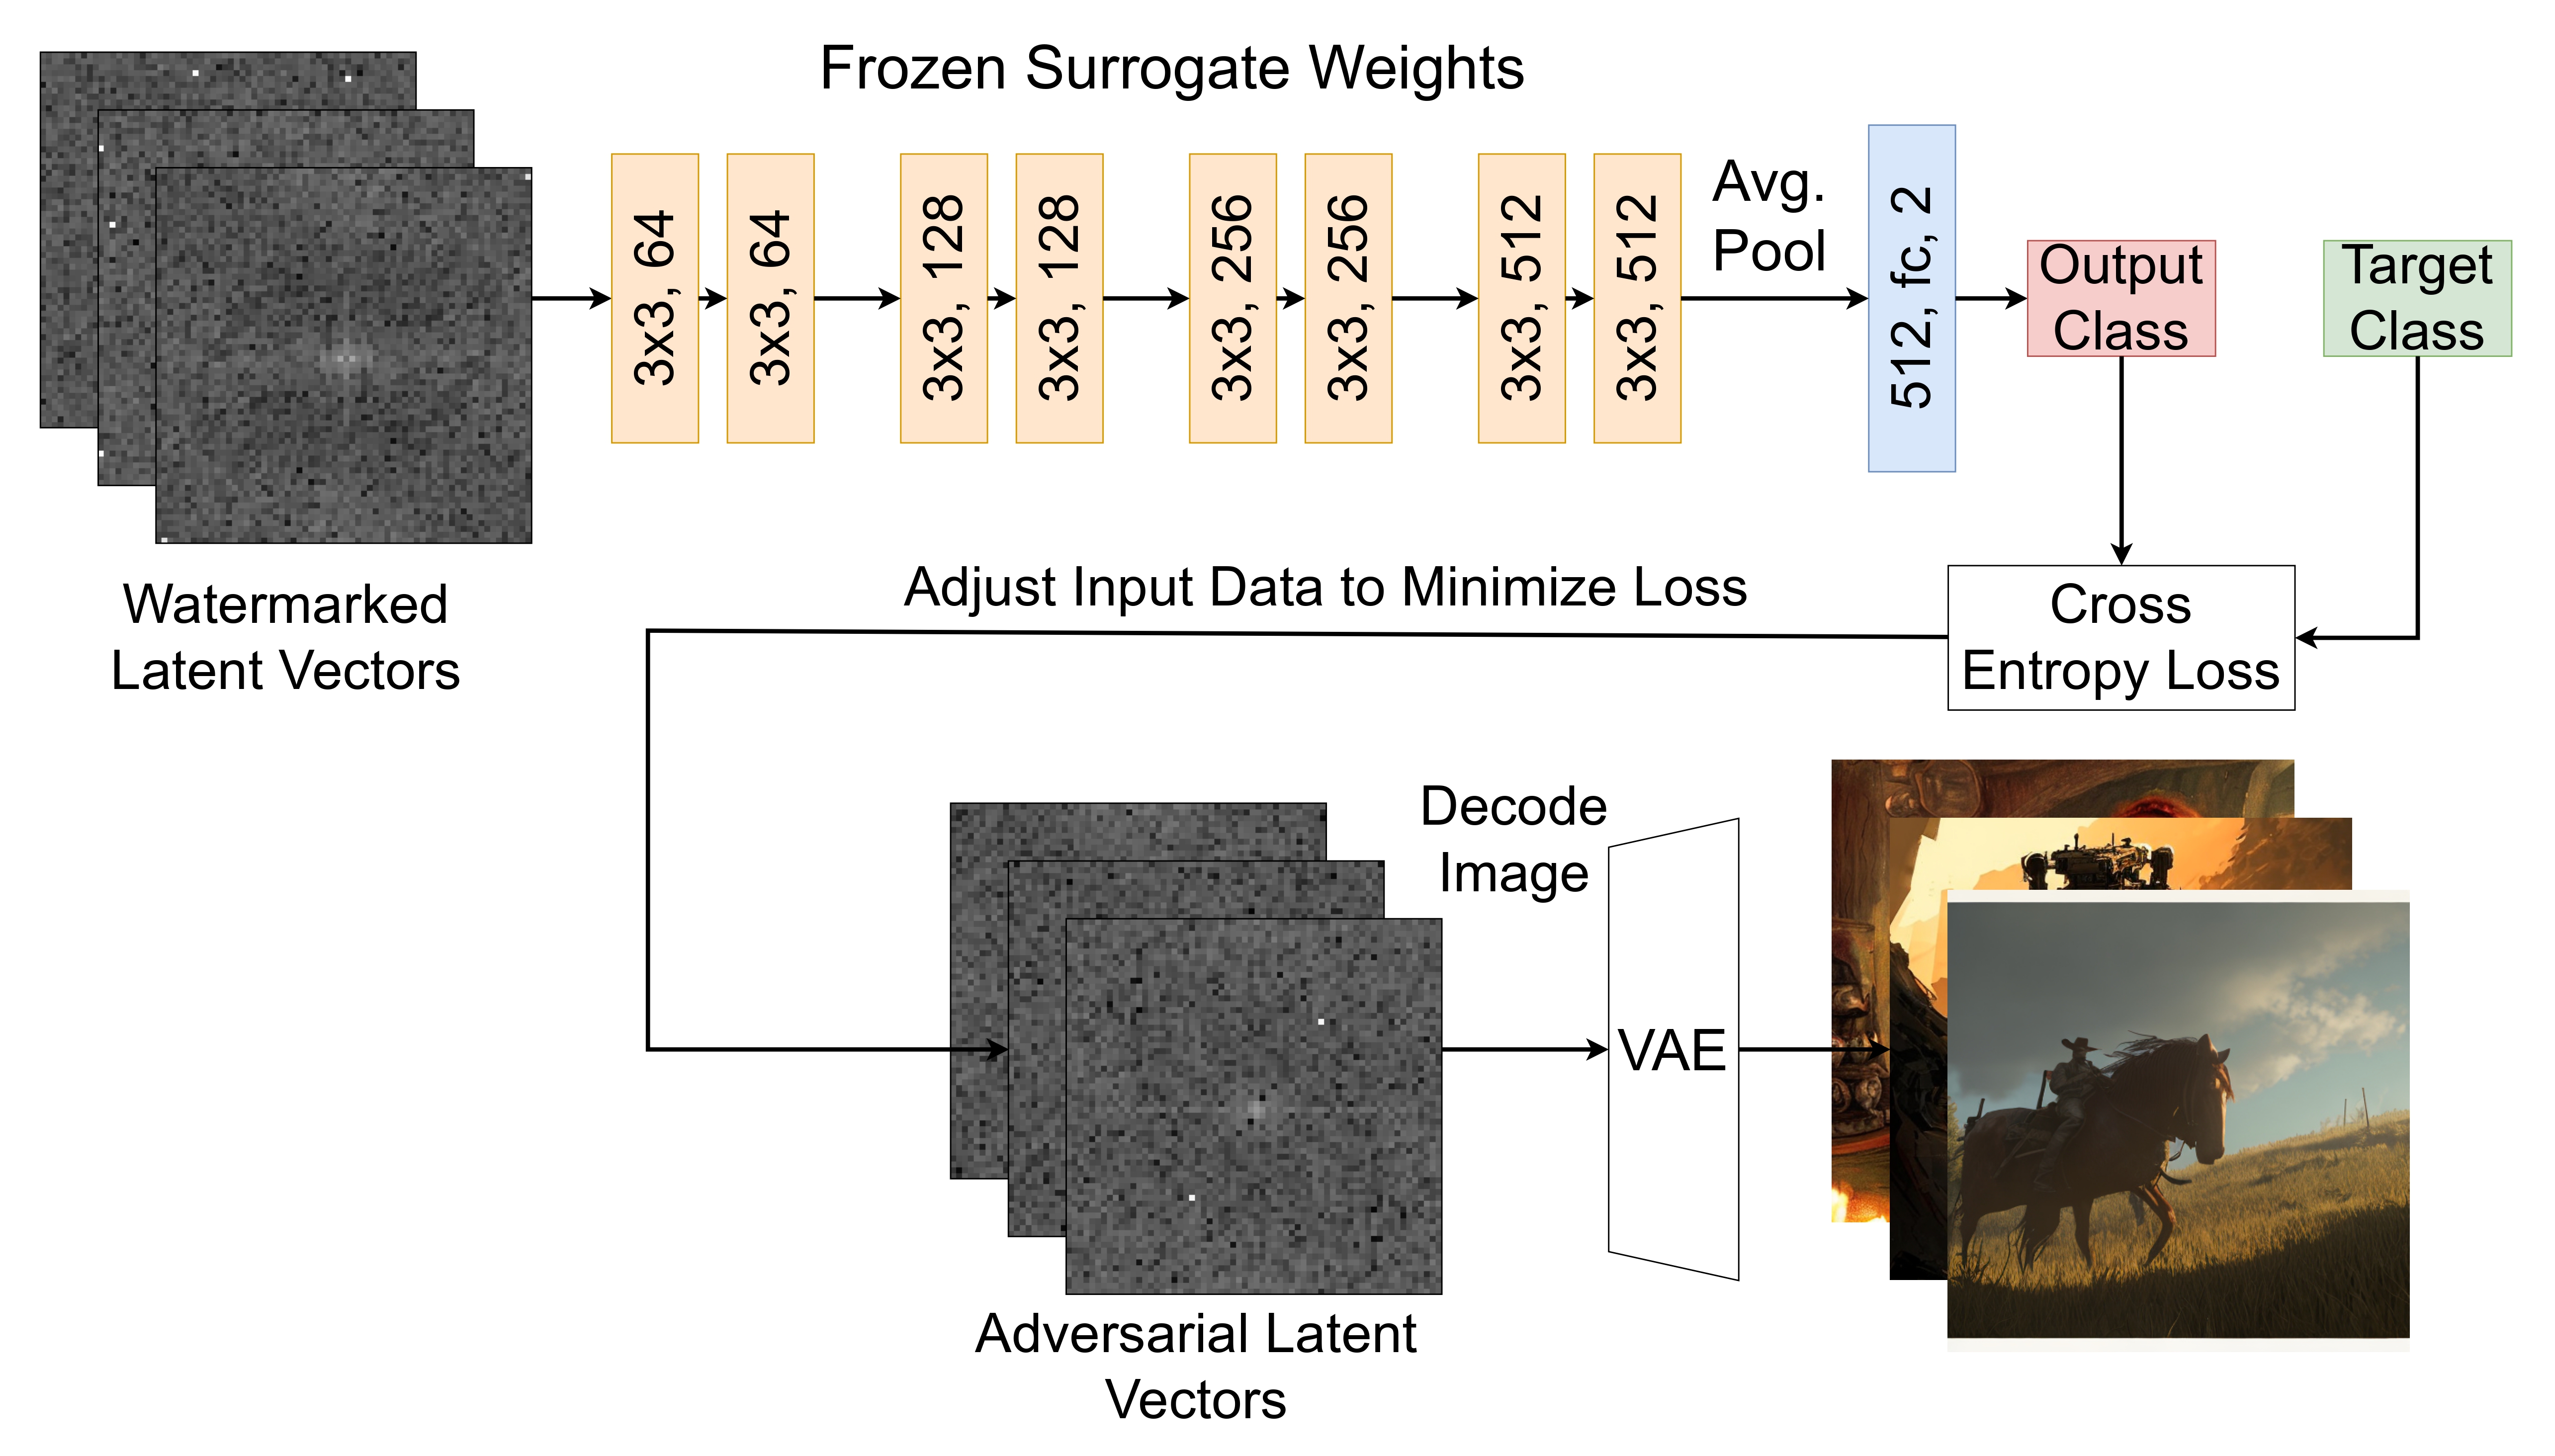 Frozen Surrogate Weights
3x3, 64
3x3, 64
3x3, 128
3x3, 128
3x3, 256
3x3, 256
3x3, 512
3x3, 512
Avg.
Pool
512, fc, 2
Output
Class
Target
Class
Watermarked
Latent Vectors
Adjust Input Data to Minimize Loss
Cross
Entropy Loss
Decode
Image
VAE
Adversarial Latent
Vectors